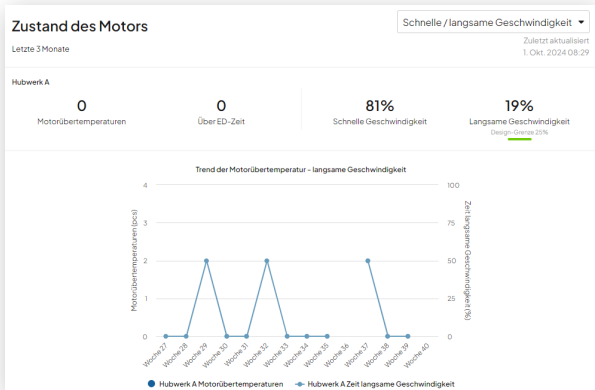 Zustand des Motors
Schnelle / langsame Geschwindigkeit
Letzte 3 Monate
Zuletzt aktualisiert
1. Okt. 2024 08:29
Hubwerk A
0
0
81%
19%
Motorübertemperaturen
Über ED-Zeit
Schnelle Geschwindigkeit
Langsame Geschwindigkeit
Design-Grenze 25%
Trend der Motorübertemperatur - langsame Geschwindigkeit
Motorübertemperaturen (pcs)
4
3
2
1
0
100
75
50
25
0
Zeit langsame Geschwindigkeit (%)
Woche 27
Woche 28
Woche 29
Woche 30
Woche 31
Woche 32
Woche 33
Woche 34
Woche 35
Woche 36
Woche 37
Woche 38
Woche 39
Woche 40
Hubwerk A Motorübertemperaturen
Hubwerk A Zeit langsame Geschwindigkeit